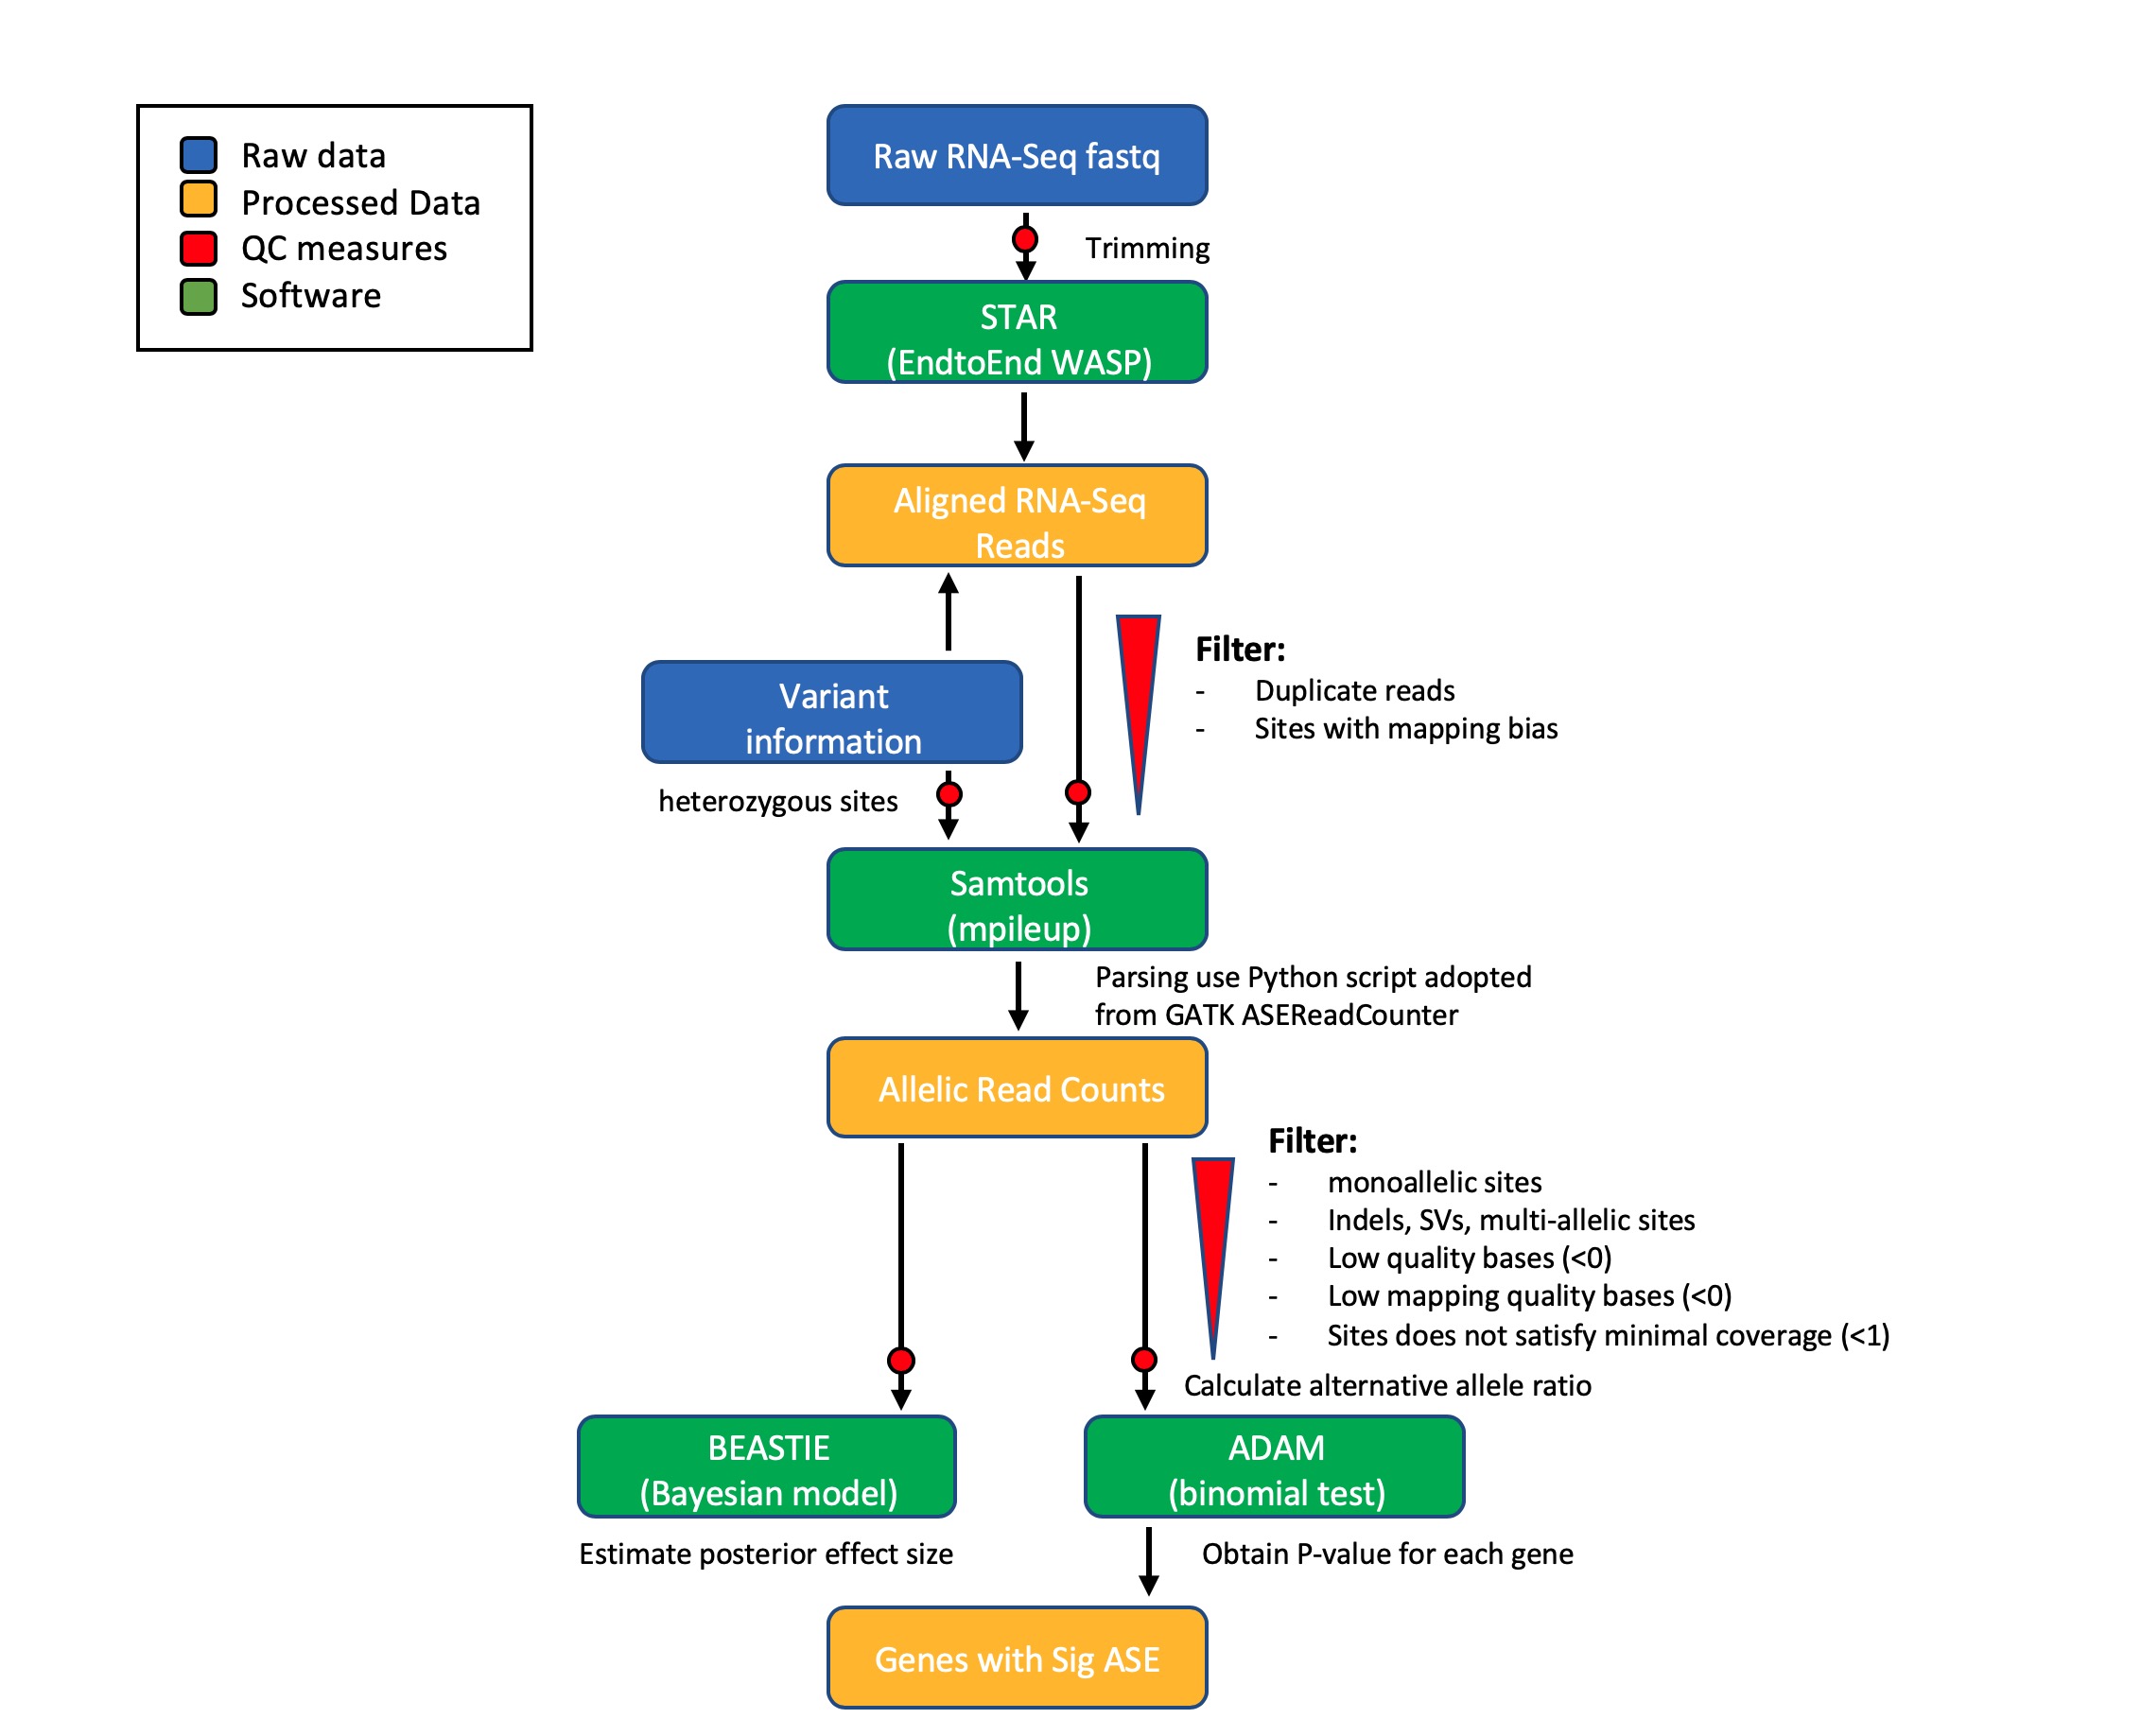 Raw data
Processed Data
QC measures
Software
Raw RNA-Seq fastq
Trimming
STAR
(EndtoEnd WASP)
Aligned RNA-Seq
Reads
Filter:
- Duplicate reads
- Sites with mapping bias
Variant
information
heterozygous sites
Samtools
(mpileup)
Parsing use Python script adopted
from GATK ASEReadCounter
Allelic Read Counts
Filter:
- monoallelic sites
- Indels, SVs, multi-allelic sites
- Low quality bases (<0)
- Low mapping quality bases (<0)
- Sites does not satisfy minimal coverage (<1)
Calculate alternative allele ratio
BEASTIE
(Bayesian model)
ADAM
(binomial test)
Estimate posterior effect size
Obtain P-value for each gene
Genes with Sig ASE